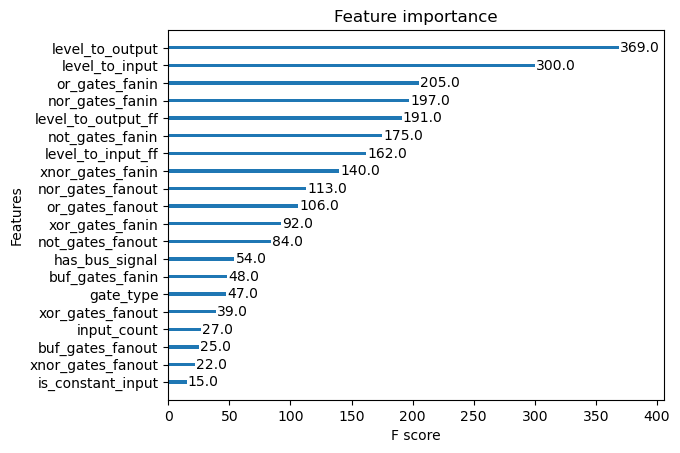 Feature importance
level_to_output 369.0
level_to_input 300.0
or_gates_fanin 205.0
nor_gates_fanin 197.0
level_to_output_ff 191.0
not_gates_fanin 175.0
level_to_input_ff 162.0
xnor_gates_fanin 140.0
nor_gates_fanout 113.0
or_gates_fanout 106.0
xor_gates_fanin 92.0
not_gates_fanout 84.0
has_bus_signal 54.0
buf_gates_fanin 48.0
gate_type 47.0
xor_gates_fanout 39.0
input_count 27.0
buf_gates_fanout 25.0
xnor_gates_fanout 22.0
is_constant_input 15.0
Features
0 50 100 150 200 250 300 350 400
F score